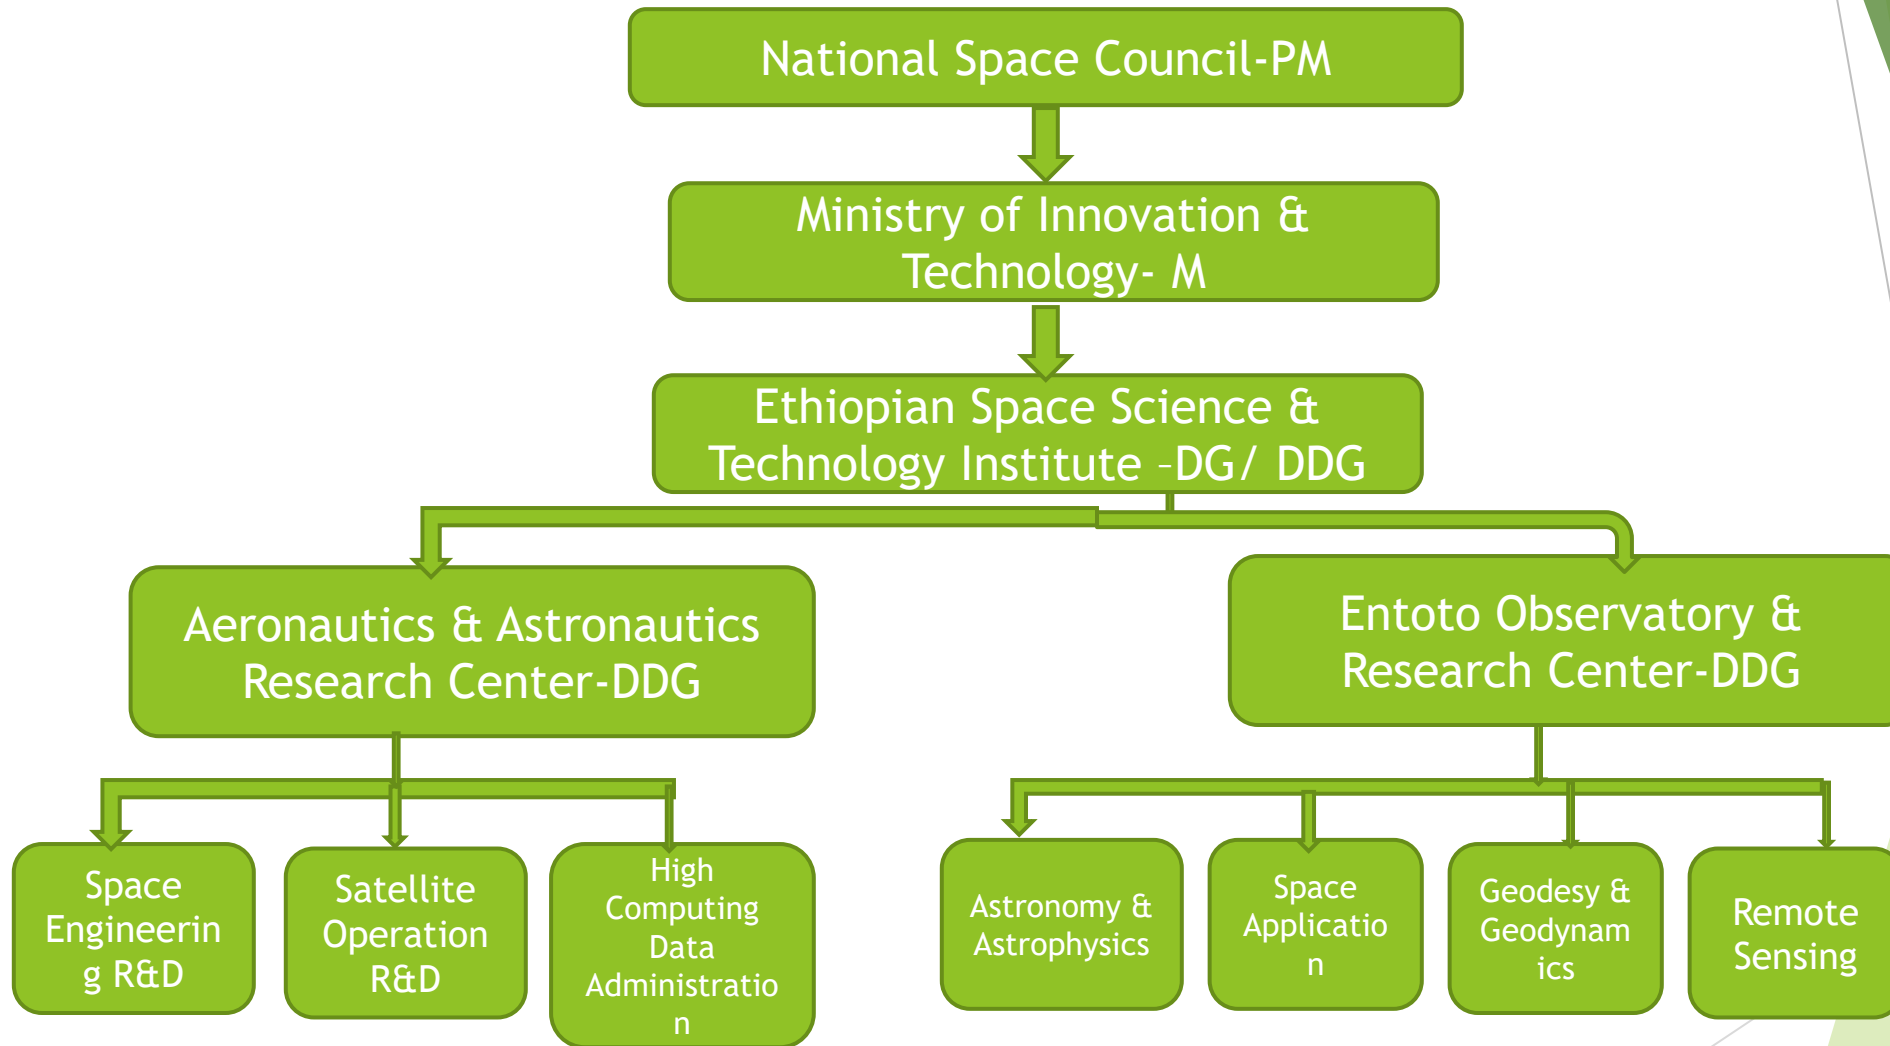 National Space Council-PM
Ministry of Innovation &
Technology- M
Ethiopian Space Science &
Technology Institute –DG/ DDG
Aeronautics & Astronautics
Research Center-DDG
Entoto Observatory &
Research Center-DDG
Space
Engineerin
g R&D
Satellite
Operation
R&D
High
Computing
Data
Administratio
n
Astronomy &
Astrophysics
Space
Applicatio
n
Geodesy &
Geodynam
ics
Remote
Sensing